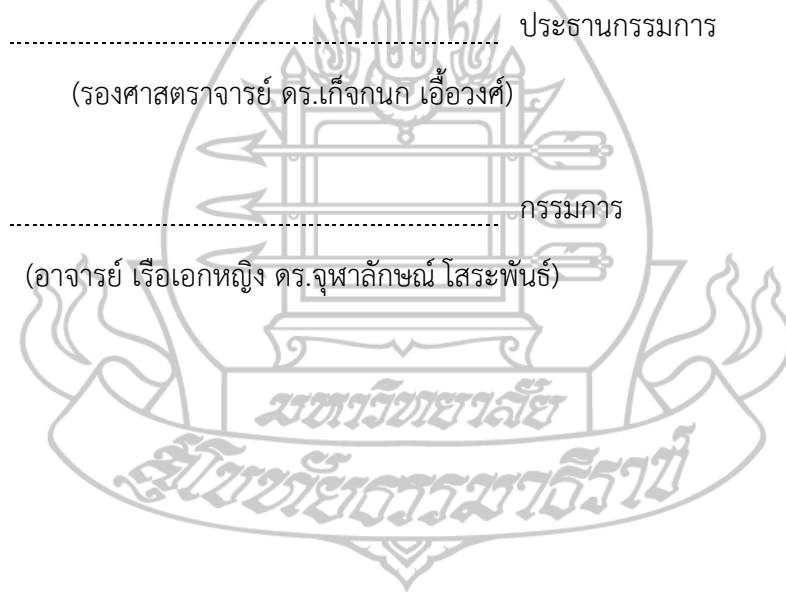 ประธานกรรมการ
(รองศาสตราจารย์ ดร.เก็จกนก เอื้อวงศ์)
กรรมการ
(อาจารย์ เรือเอกหญิง ดร.จุฬาลักษณ์ โสระพันธ์)
มหาวิทยาลัย
สุโขทัยธรรมาธิราช